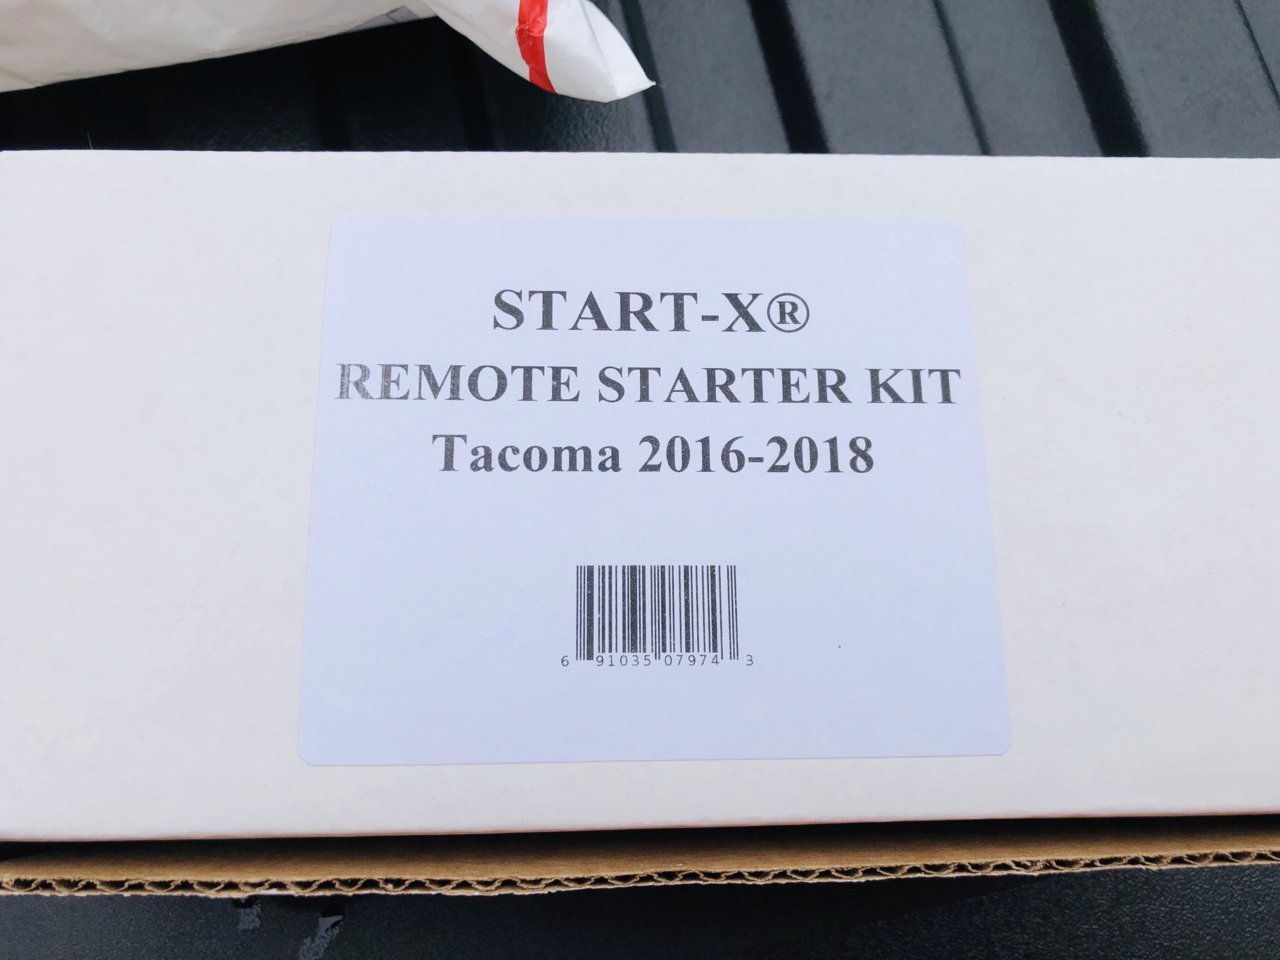 START-X®
REMOTE STARTER KIT
Tacoma 2016-2018
6 91035 07974 3